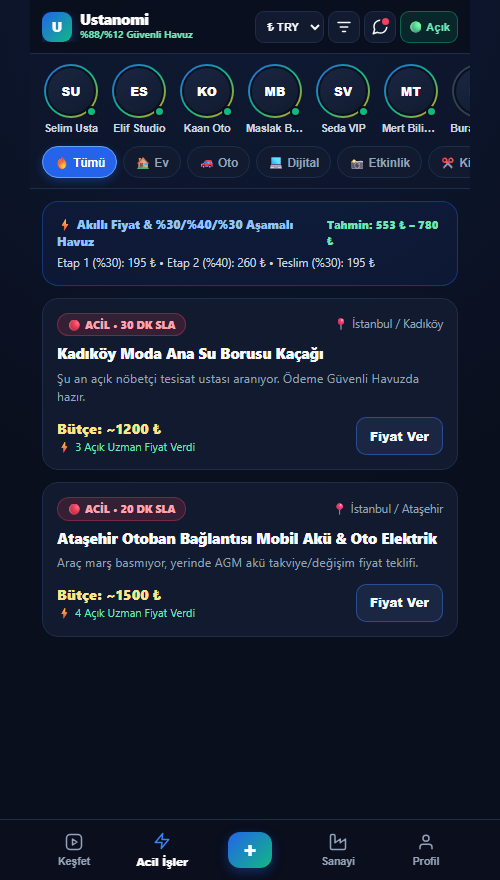 U
Ustanomi
%88/%12 Güvenli Havuz
₺ TRY
Açık
SU
ES
KO
MB
SV
MT
Selim Usta
Elif Studio
Kaan Oto
Maslak B...
Seda VIP
Mert Bili...
Bura
Tümü
Ev
Oto
Dijital
Etkinlik
Ki
Akıllı Fiyat & %30/%40/%30 Aşamalı
Havuz
Tahmin: 553 ₺ – 780
₺
Etap 1 (%30): 195 ₺ • Etap 2 (%40): 260 ₺ • Teslim (%30): 195 ₺
ACİL • 30 DK SLA
İstanbul / Kadıköy
Kadıköy Moda Ana Su Borusu Kaçağı
Şu an açık nöbetçi tesisat ustası aranıyor. Ödeme Güvenli Havuzda
hazır.
Bütçe: ~1200 ₺
3 Açık Uzman Fiyat Verdi
Fiyat Ver
ACİL • 20 DK SLA
İstanbul / Ataşehir
Ataşehir Otoban Bağlantısı Mobil Akü & Oto Elektrik
Araç marş basmıyor, yerinde AGM akü takviye/değişim fiyat teklifi.
Bütçe: ~1500 ₺
4 Açık Uzman Fiyat Verdi
Fiyat Ver
Keşfet
Acil İşler
+
Sanayi
Profil